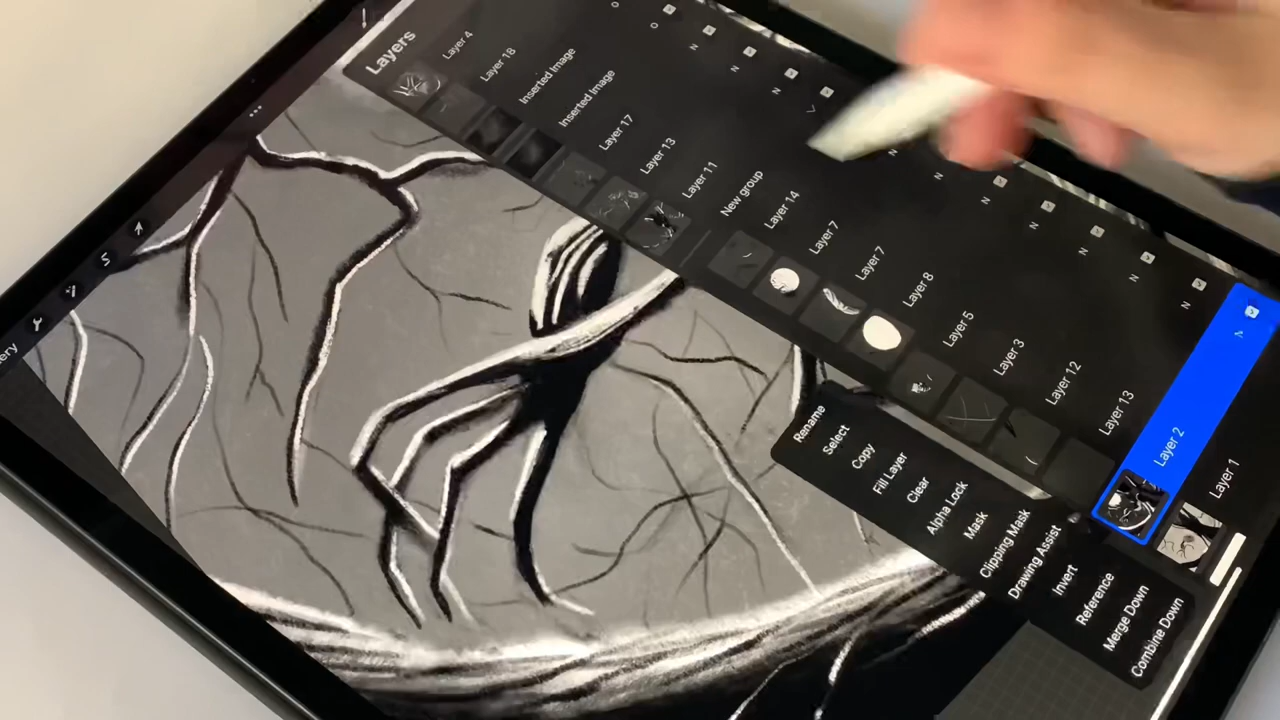 Layers
Layer 4
Layer 18
Inserted Image
Inserted Image
Layer 17
Layer 13
Layer 11
New group
Layer 14
Layer 7
Layer 7
Layer 8
Layer 5
Layer 3
Layer 12
Layer 13
Layer 2
Layer 1
N
N
N
N
N
N
N
N
N
N
N
Rename
Select
Copy
Fill Layer
Clear
Alpha Lock
Mask
Clipping Mask
Drawing Assist
Invert
Reference
Merge Down
Combine Down